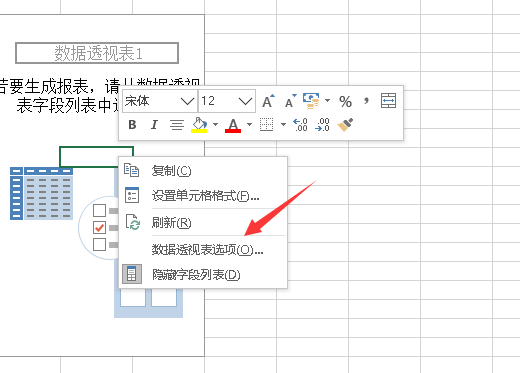 数据透视表1
若要生成报表，请从数据透视
表字段列表中
宋体 12 A A % ,
B I A .00 .00
复制(C)
设置单元格格式(F)...
刷新(R)
数据透视表选项(O)...
隐藏字段列表(D)